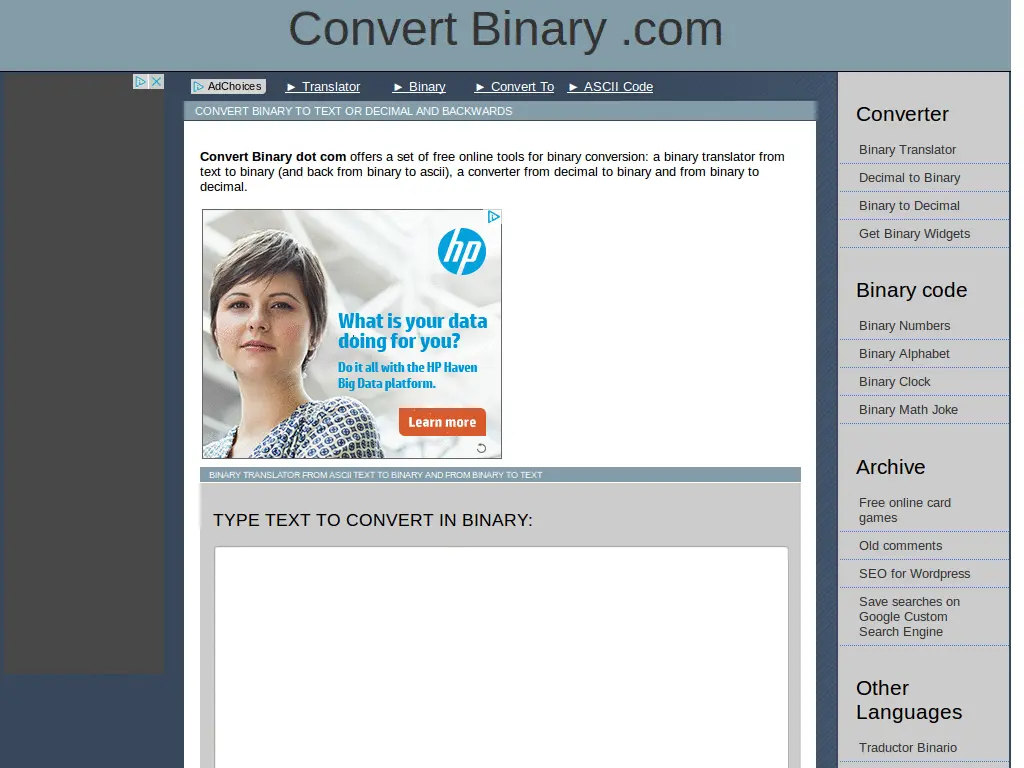 Convert Binary .com
AdChoices
► Translator
► Binary
► Convert To
► ASCII Code
CONVERT BINARY TO TEXT OR DECIMAL AND BACKWARDS
Convert Binary dot com offers a set of free online tools for binary conversion: a binary translator from
text to binary (and back from binary to ascii), a converter from decimal to binary and from binary to
decimal.
hp
What is your data
doing for you?
Do it all with the HP Haven
Big Data platform.
Learn more
BINARY TRANSLATOR FROM ASCII TEXT TO BINARY AND FROM BINARY TO TEXT
TYPE TEXT TO CONVERT IN BINARY:
Converter
Binary Translator
Decimal to Binary
Binary to Decimal
Get Binary Widgets
Binary code
Binary Numbers
Binary Alphabet
Binary Clock
Binary Math Joke
Archive
Free online card
games
Old comments
SEO for Wordpress
Save searches on
Google Custom
Search Engine
Other
Languages
Traductor Binario